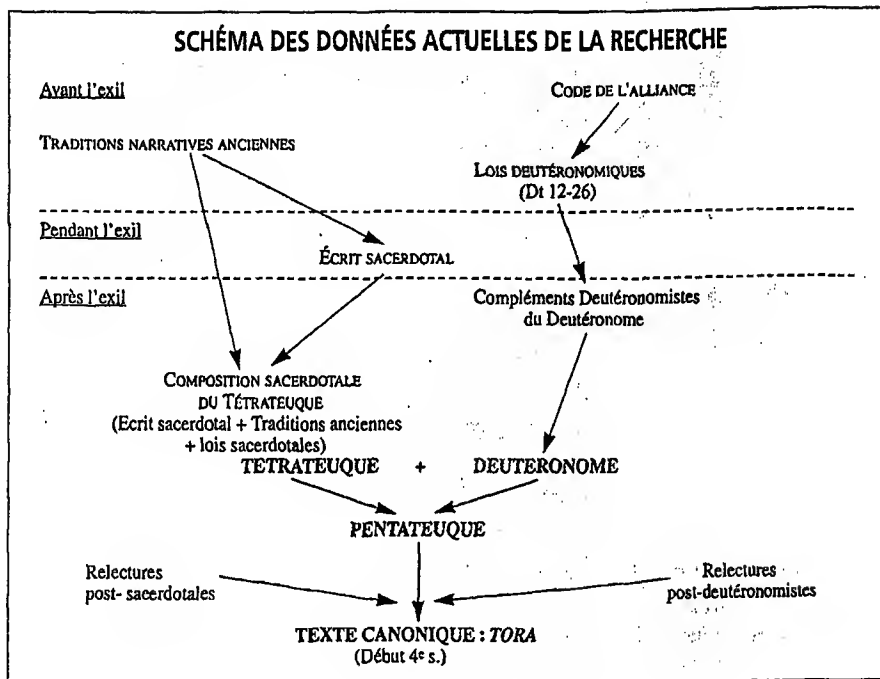 SCHÉMA DES DONNÉES ACTUELLES DE LA RECHERCHE
Avant l'exil
CODE DE L'ALLIANCE
TRADITIONS NARRATIVES ANCIENNES
LOIS DEUTÉRONOMIQUES
(Dt 12-26)
Pendant l'exil
ÉCRIT SACERDOTAL
Après l'exil
Compléments Deutéronomistes
du Deutéronome
COMPOSITION SACERDOTALE
DU TÉTRATEUQUE
(Ecrit sacerdotal + Traditions anciennes
+ lois sacerdotales)
TETRATEUQUE + DEUTERONOME
PENTATEUQUE
Relectures
post- sacerdotales
Relectures
post-deutéronomistes
TEXTE CANONIQUE : TORA
(Début 4e s.)